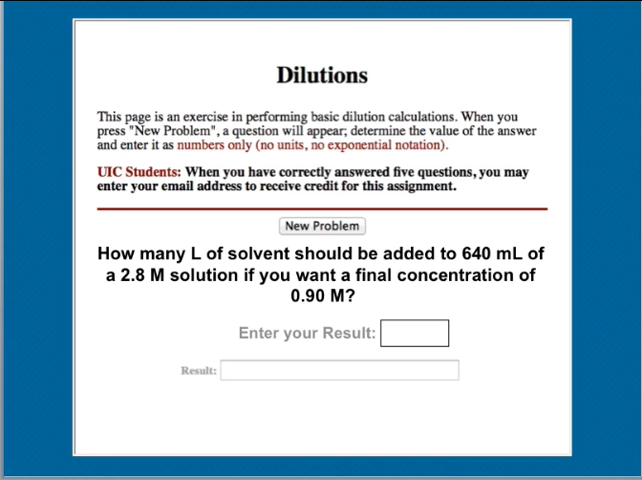 Dilutions
This page is an exercise in performing basic dilution calculations. When you
press "New Problem", a question will appear; determine the value of the answer
and enter it as numbers only (no units, no exponential notation).
UIC Students: When you have correctly answered five questions, you may
enter your email address to receive credit for this assignment.
New Problem
How many L of solvent should be added to 640 mL of
a 2.8 M solution if you want a final concentration of
0.90 M?
Enter your Result:
Result: